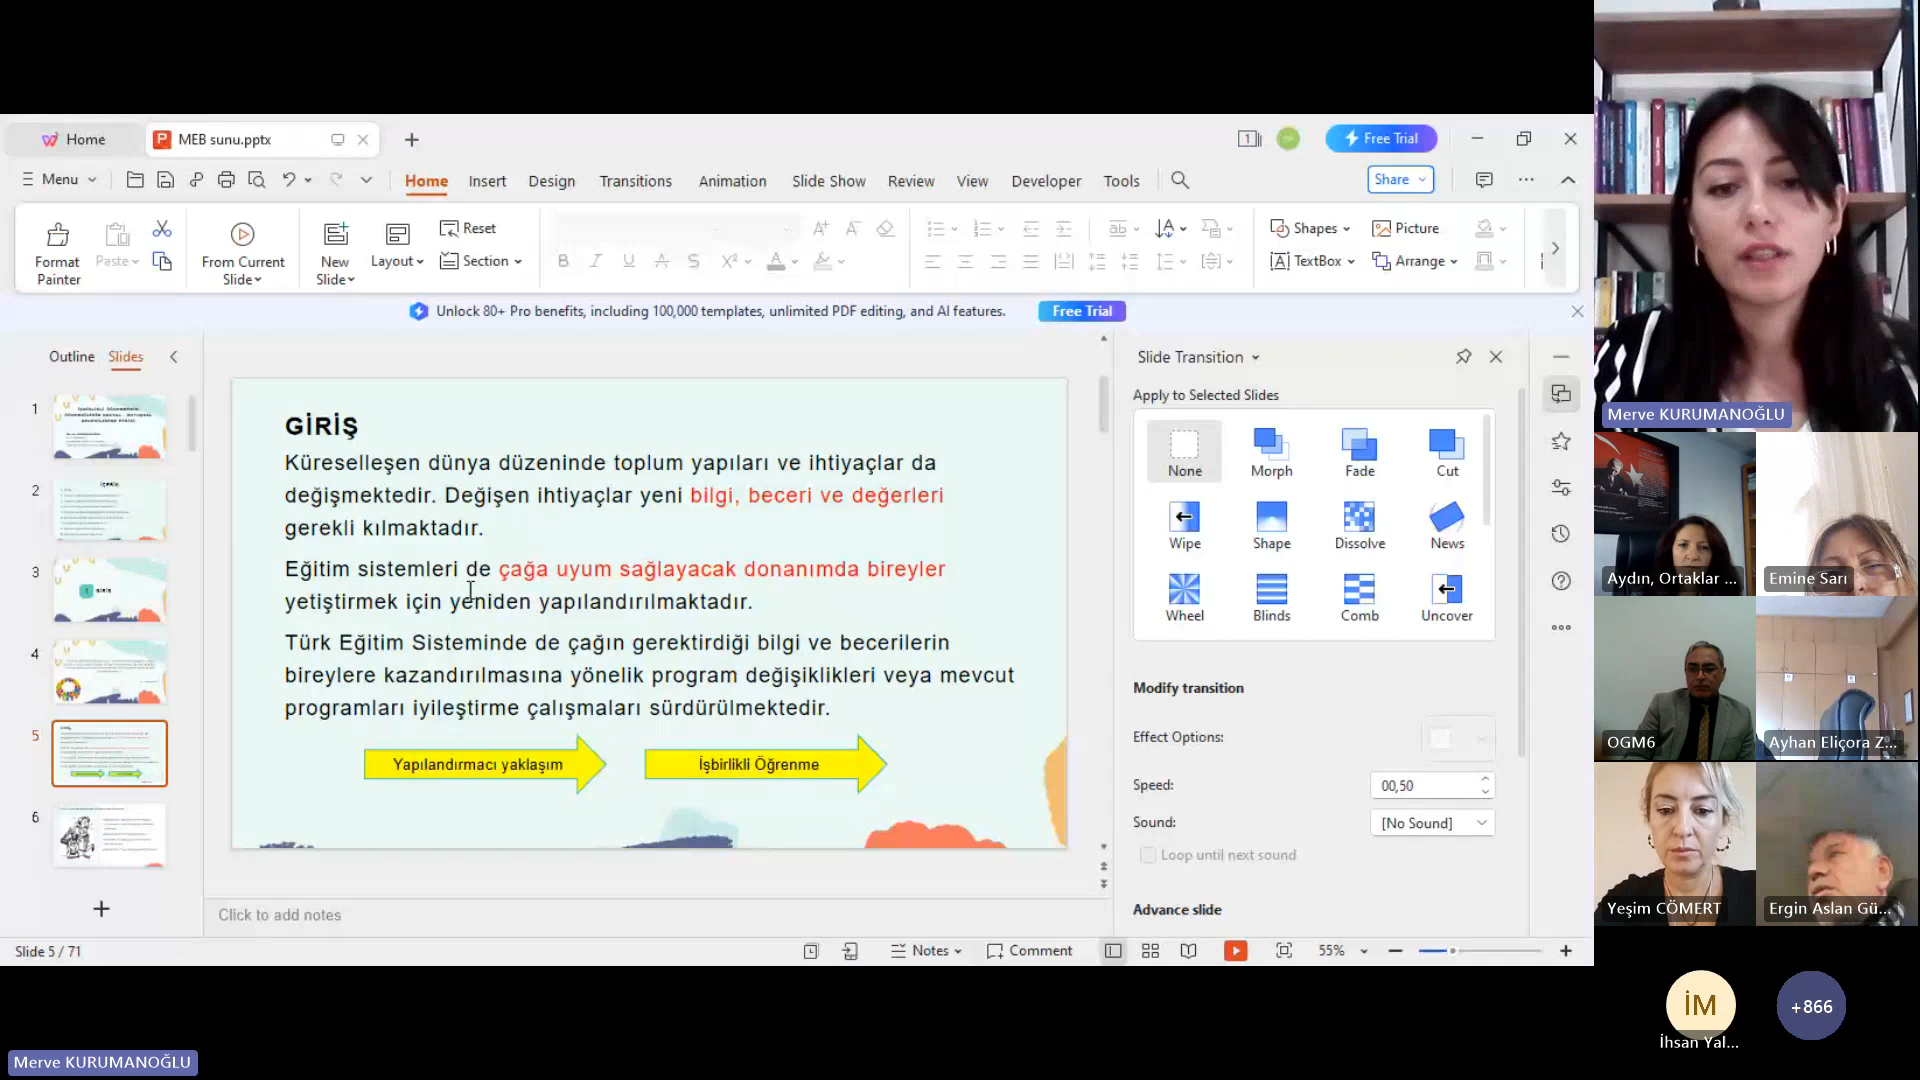 Home
MEB sunu.pptx
Free Trial
Menu
Home Insert Design Transitions Animation Slide Show Review View Developer Tools
Share
Format Painter
Paste
From Current Slide
New Slide
Layout
Reset
Section
Shapes
Picture
TextBox
Arrange
Unlock 80+ Pro benefits, including 100,000 templates, unlimited PDF editing, and AI features.
Free Trial
Outline Slides
1
2
3
4
5
6
GİRİŞ
Küreselleşen dünya düzeninde toplum yapıları ve ihtiyaçlar da
değişmektedir. Değişen ihtiyaçlar yeni bilgi, beceri ve değerleri
gerekli kılmaktadır.
Eğitim sistemleri de çağa uyum sağlayacak donanımda bireyler
yetiştirmek için yeniden yapılandırılmaktadır.
Türk Eğitim Sisteminde de çağın gerektirdiği bilgi ve becerilerin
bireylere kazandırılmasına yönelik program değişiklikleri veya mevcut
programları iyileştirme çalışmaları sürdürülmektedir.
Yapılandırmacı yaklaşım
İşbirlikli Öğrenme
Click to add notes
Slide Transition
Apply to Selected Slides
None Morph Fade Cut
Wipe Shape Dissolve News
Wheel Blinds Comb Uncover
Modify transition
Effect Options:
Speed: 00,50
Sound: [No Sound]
Loop until next sound
Advance slide
Slide 5 / 71
Notes
Comment
55%
Merve KURUMANOĞLU
Aydın, Ortaklar ...
Emine Sarı
OGM6
Ayhan Eliçora Z...
Yeşim CÖMERT
Ergin Aslan Gü...
İM
İhsan Yal...
+866
Merve KURUMANOĞLU